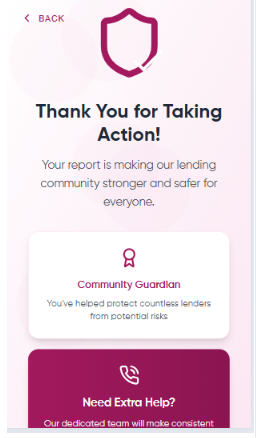 BACK
Thank You for Taking
Action!
Your report is making our lending
community stronger and safer for
everyone.
Community Guardian
You've helped protect countless lenders
from potential risks
Need Extra Help?
Our dedicated team will make consistent